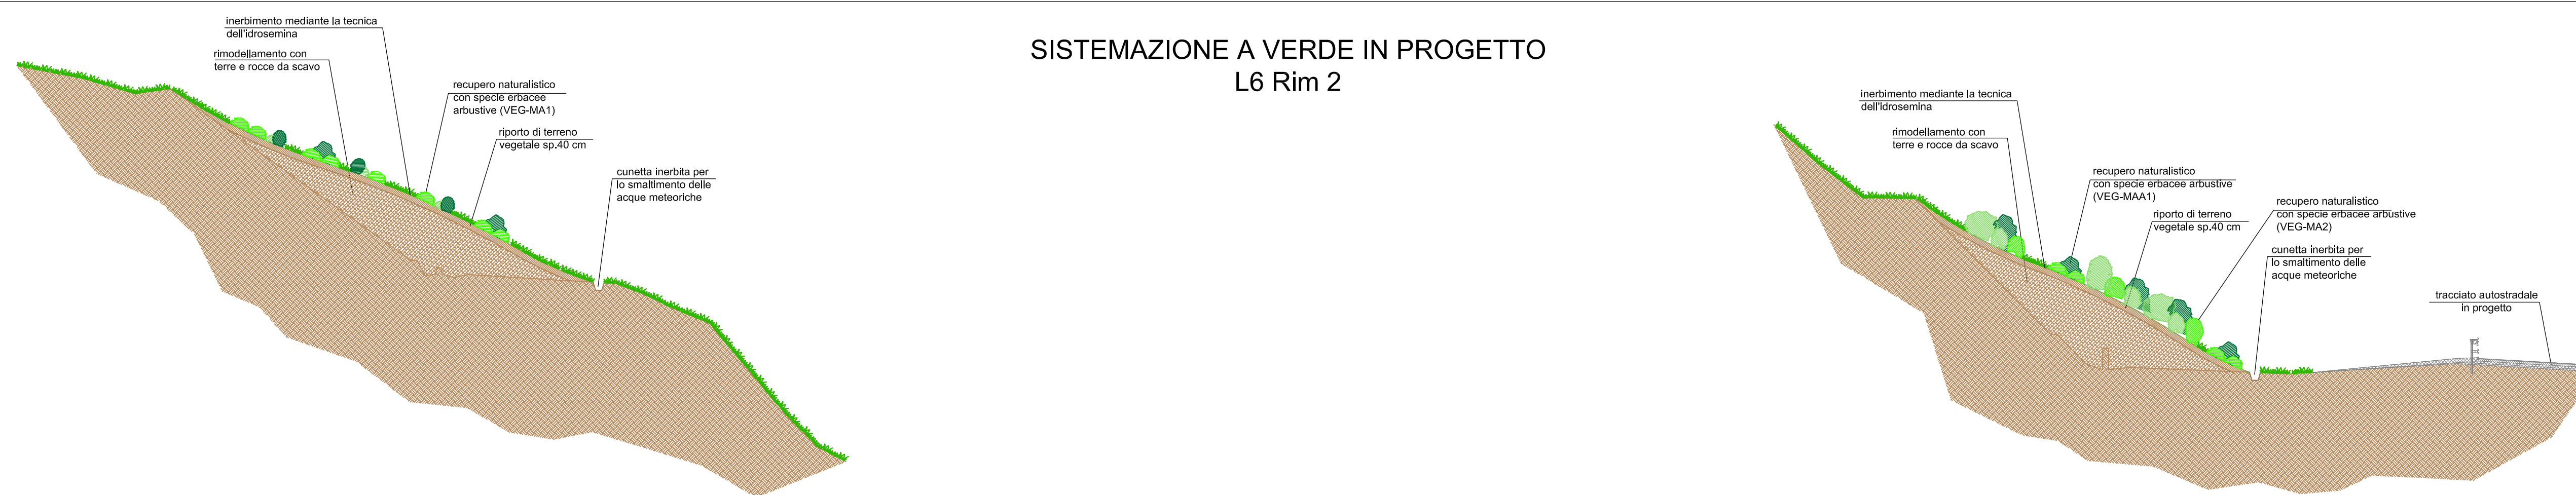 SISTEMAZIONE A VERDE IN PROGETTO
L6 Rim 2
inerbimento mediante la tecnica
dell'idrosemina
rimodellamento con
terre e rocce da scavo
recupero naturalistico
con specie erbacee
arbustive (VEG-MA1)
riporto di terreno
vegetale sp.40 cm
cunetta inerbita per
lo smaltimento delle
acque meteoriche
inerbimento mediante la tecnica
dell'idrosemina
rimodellamento con
terre e rocce da scavo
recupero naturalistico
con specie erbacee arbustive
(VEG-MAA1)
riporto di terreno
vegetale sp.40 cm
recupero naturalistico
con specie erbacee arbustive
(VEG-MA2)
cunetta inerbita per
lo smaltimento delle
acque meteoriche
tracciato autostradale
in progetto